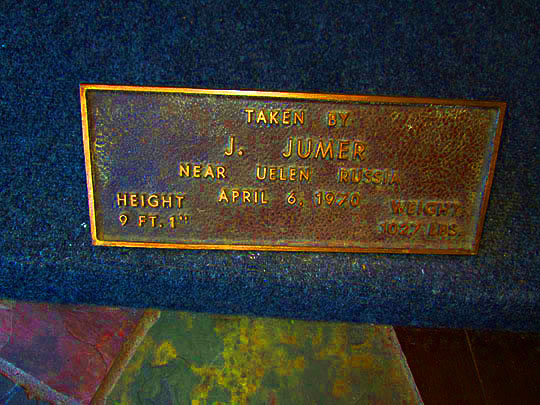 TAKEN BY
J. JUMER
NEAR UELEN RUSSIA
APRIL 6, 1970
HEIGHT WEIGHT
9 FT. 1" 1027 LBS.